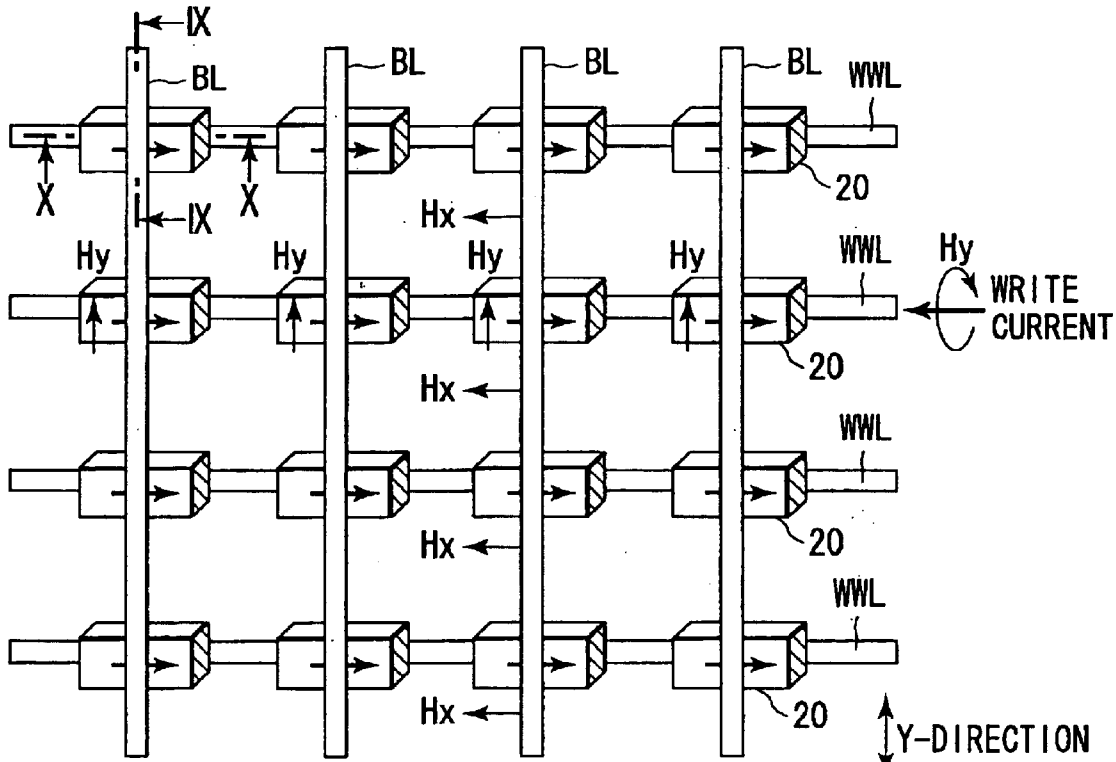 IX
BL BL BL BL
WWL
X X
20
IX
Hx
Hy Hy Hy Hy
WWL
Hy
WRITE
CURRENT
20
Hx
WWL
20
Hx
WWL
20
Hx
Y-DIRECTION